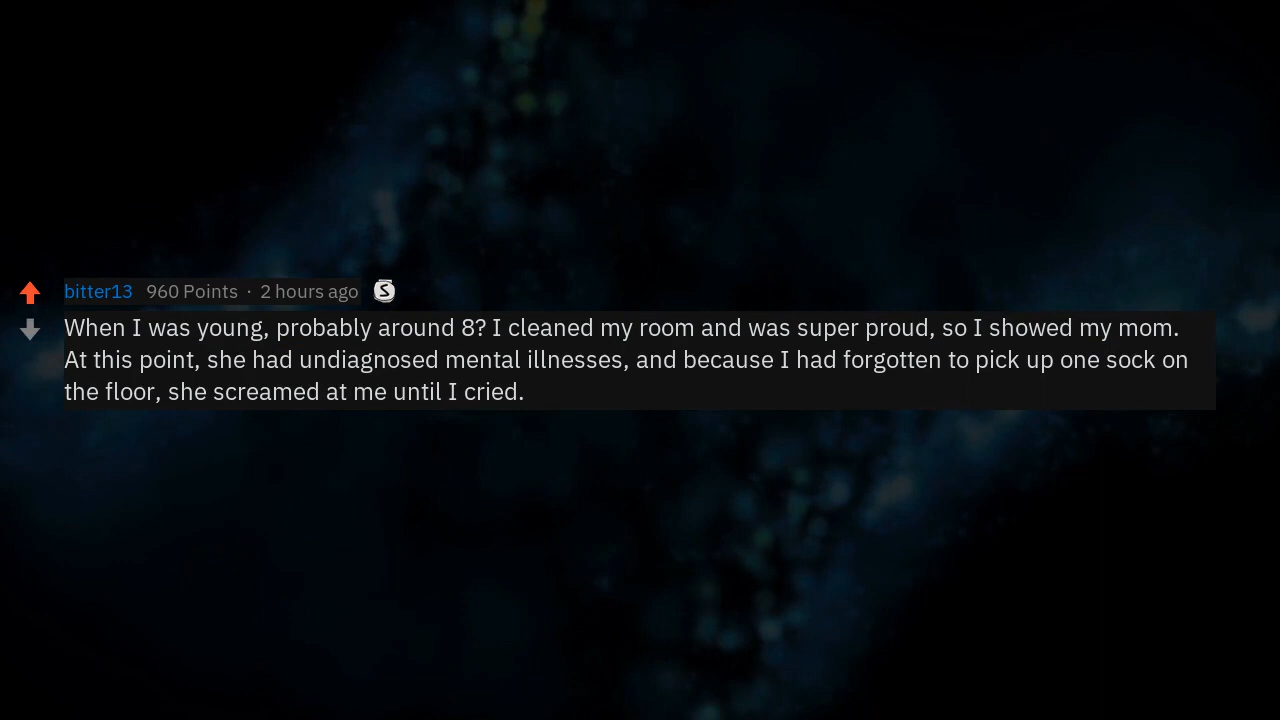 bitter13 960 Points · 2 hours ago S
When I was young, probably around 8? I cleaned my room and was super proud, so I showed my mom.
At this point, she had undiagnosed mental illnesses, and because I had forgotten to pick up one sock on
the floor, she screamed at me until I cried.